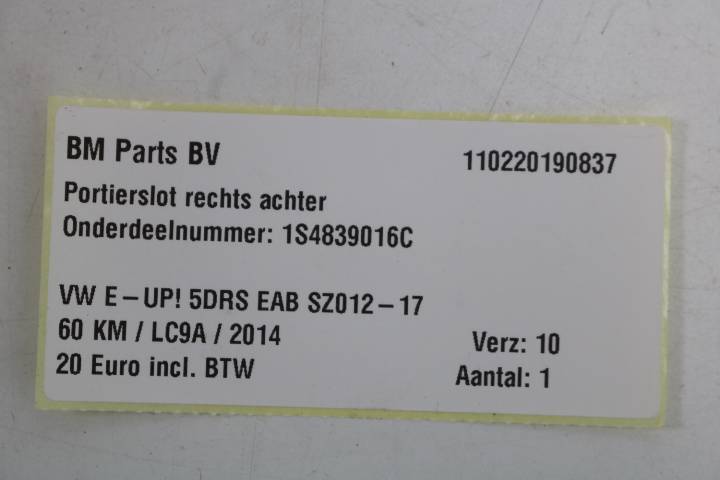 BM Parts BV 110220190837
Portierslot rechts achter
Onderdeelnummer: 1S4839016C
VW E-UP! 5DRS EAB SZ012-17
60 KM / LC9A / 2014 Verz: 10
20 Euro incl. BTW Aantal: 1